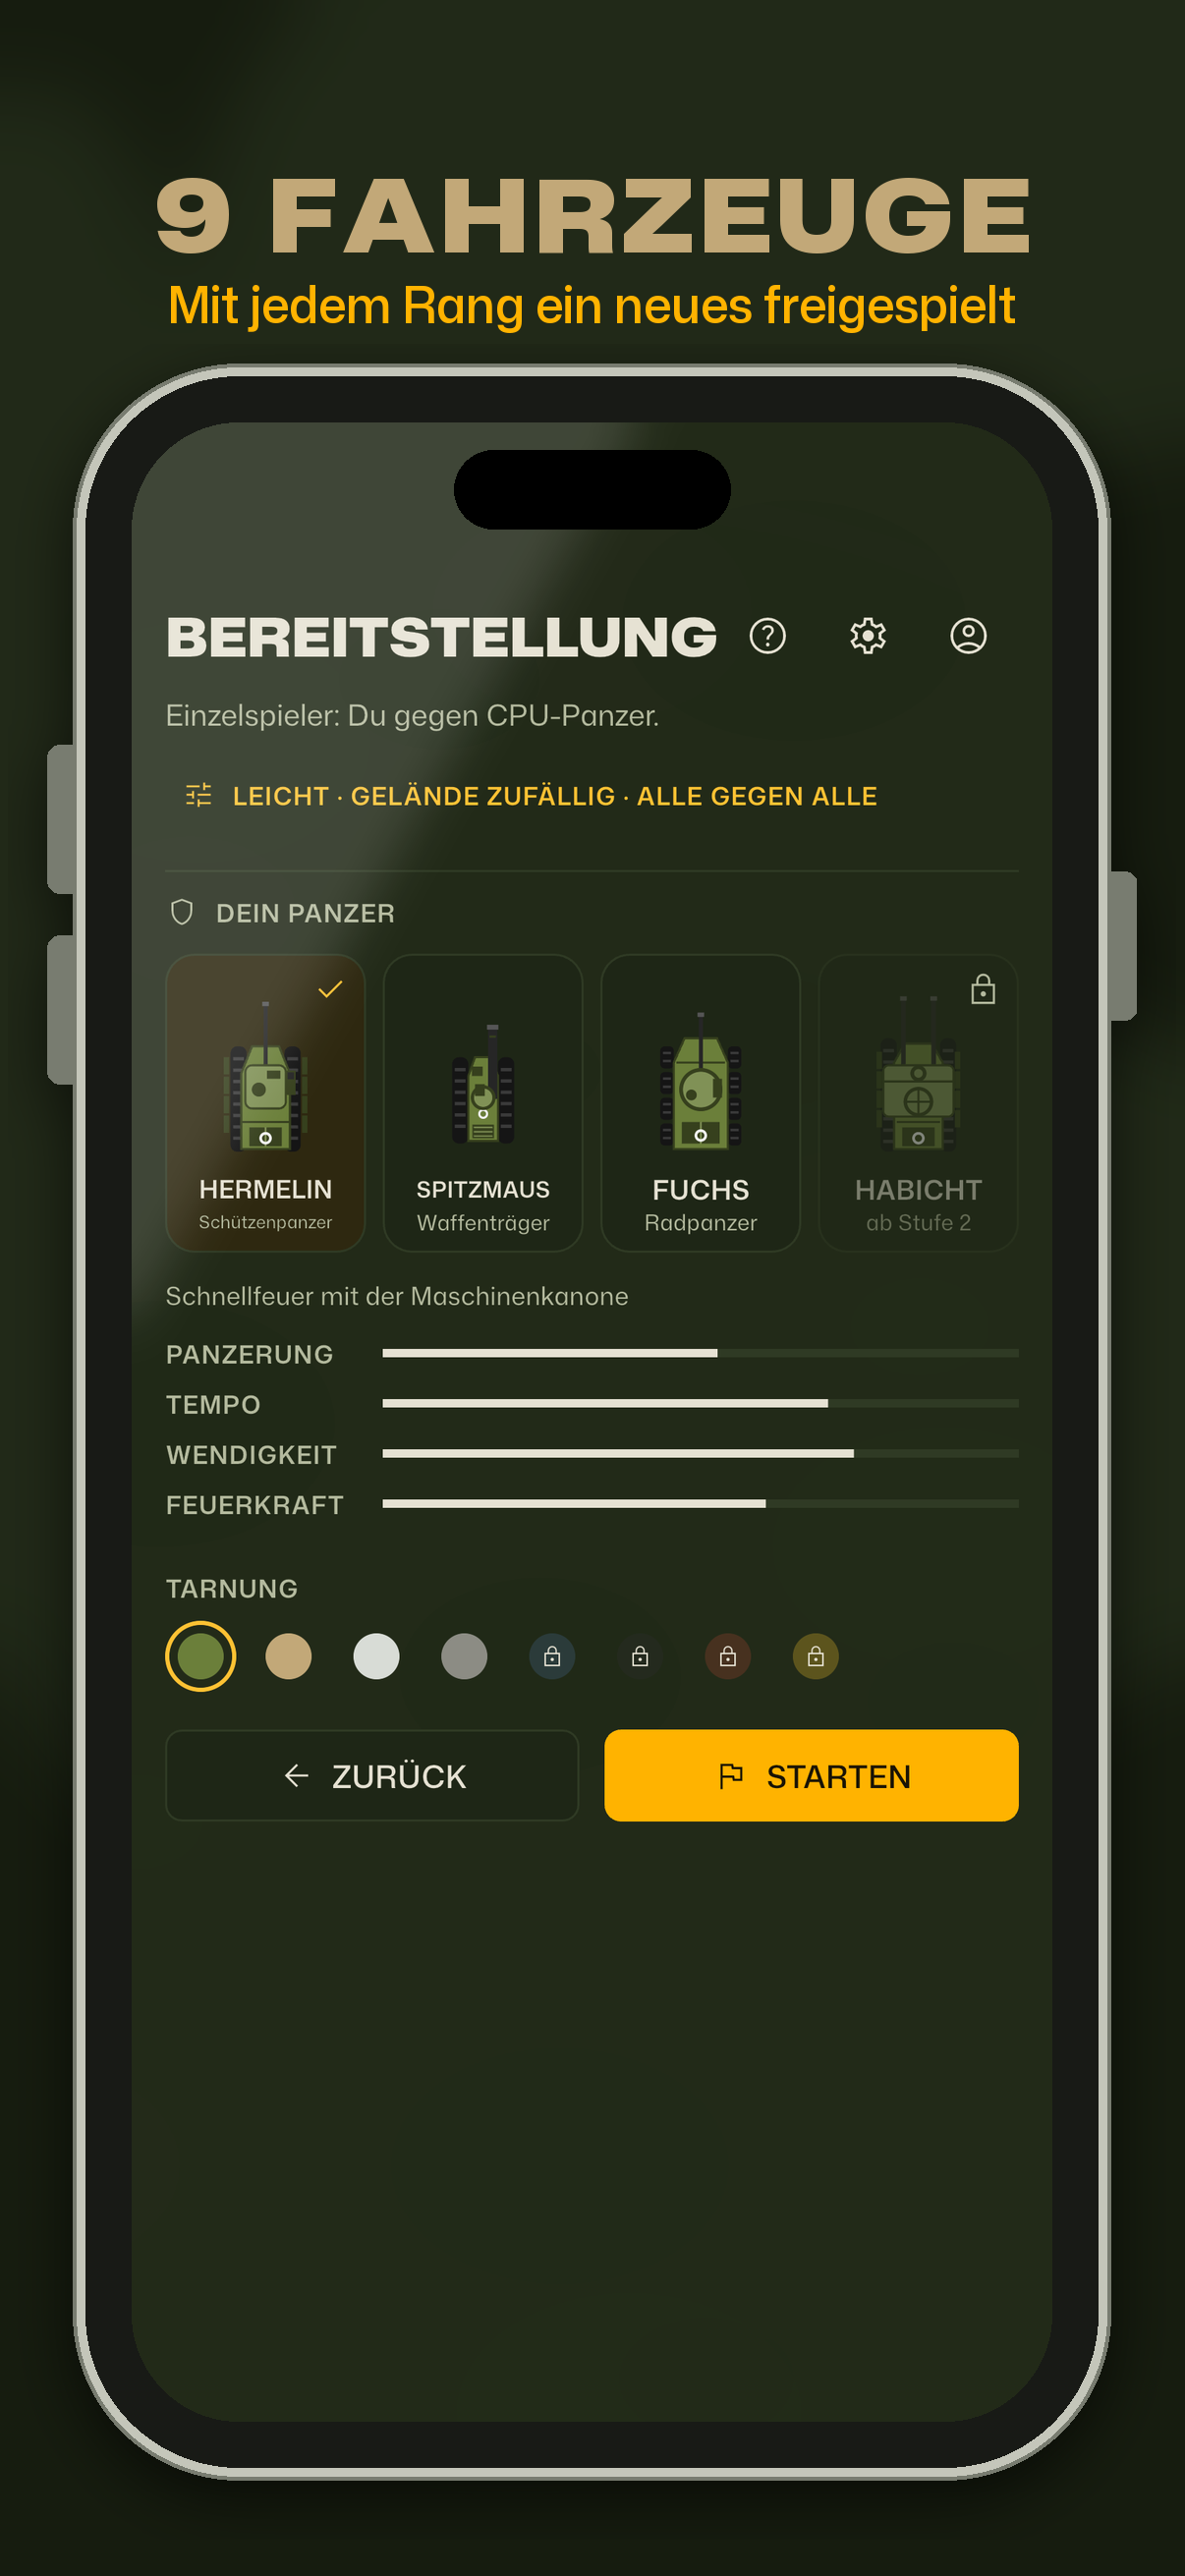 9 FAHRZEUGE
Mit jedem Rang ein neues freigespielt
BEREITSTELLUNG
Einzelspieler: Du gegen CPU-Panzer.
LEICHT · GELÄNDE ZUFÄLLIG · ALLE GEGEN ALLE
DEIN PANZER
HERMELIN
Schützenpanzer
SPITZMAUS
Waffenträger
FUCHS
Radpanzer
HABICHT
ab Stufe 2
Schnellfeuer mit der Maschinenkanone
PANZERUNG
TEMPO
WENDIGKEIT
FEUERKRAFT
TARNUNG
ZURÜCK
STARTEN